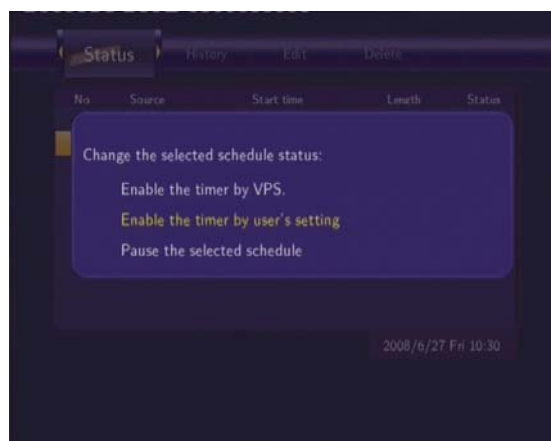 Status History Edit Delete
No Source Start time Length Status
Change the selected schedule status:
Enable the timer by VPS.
Enable the timer by user's setting
Pause the selected schedule
2008/6/27 Fri 10:30